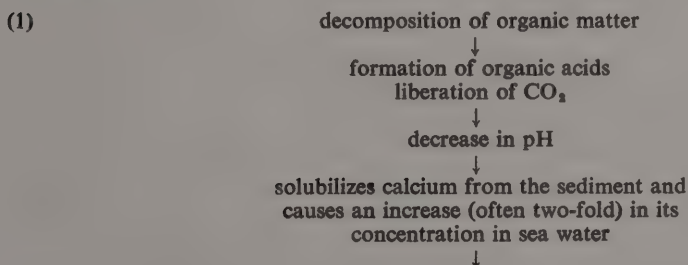 (1) decomposition of organic matter
↓
formation of organic acids
liberation of CO₂
↓
decrease in pH
↓
solubilizes calcium from the sediment and
causes an increase (often two-fold) in its
concentration in sea water
↓